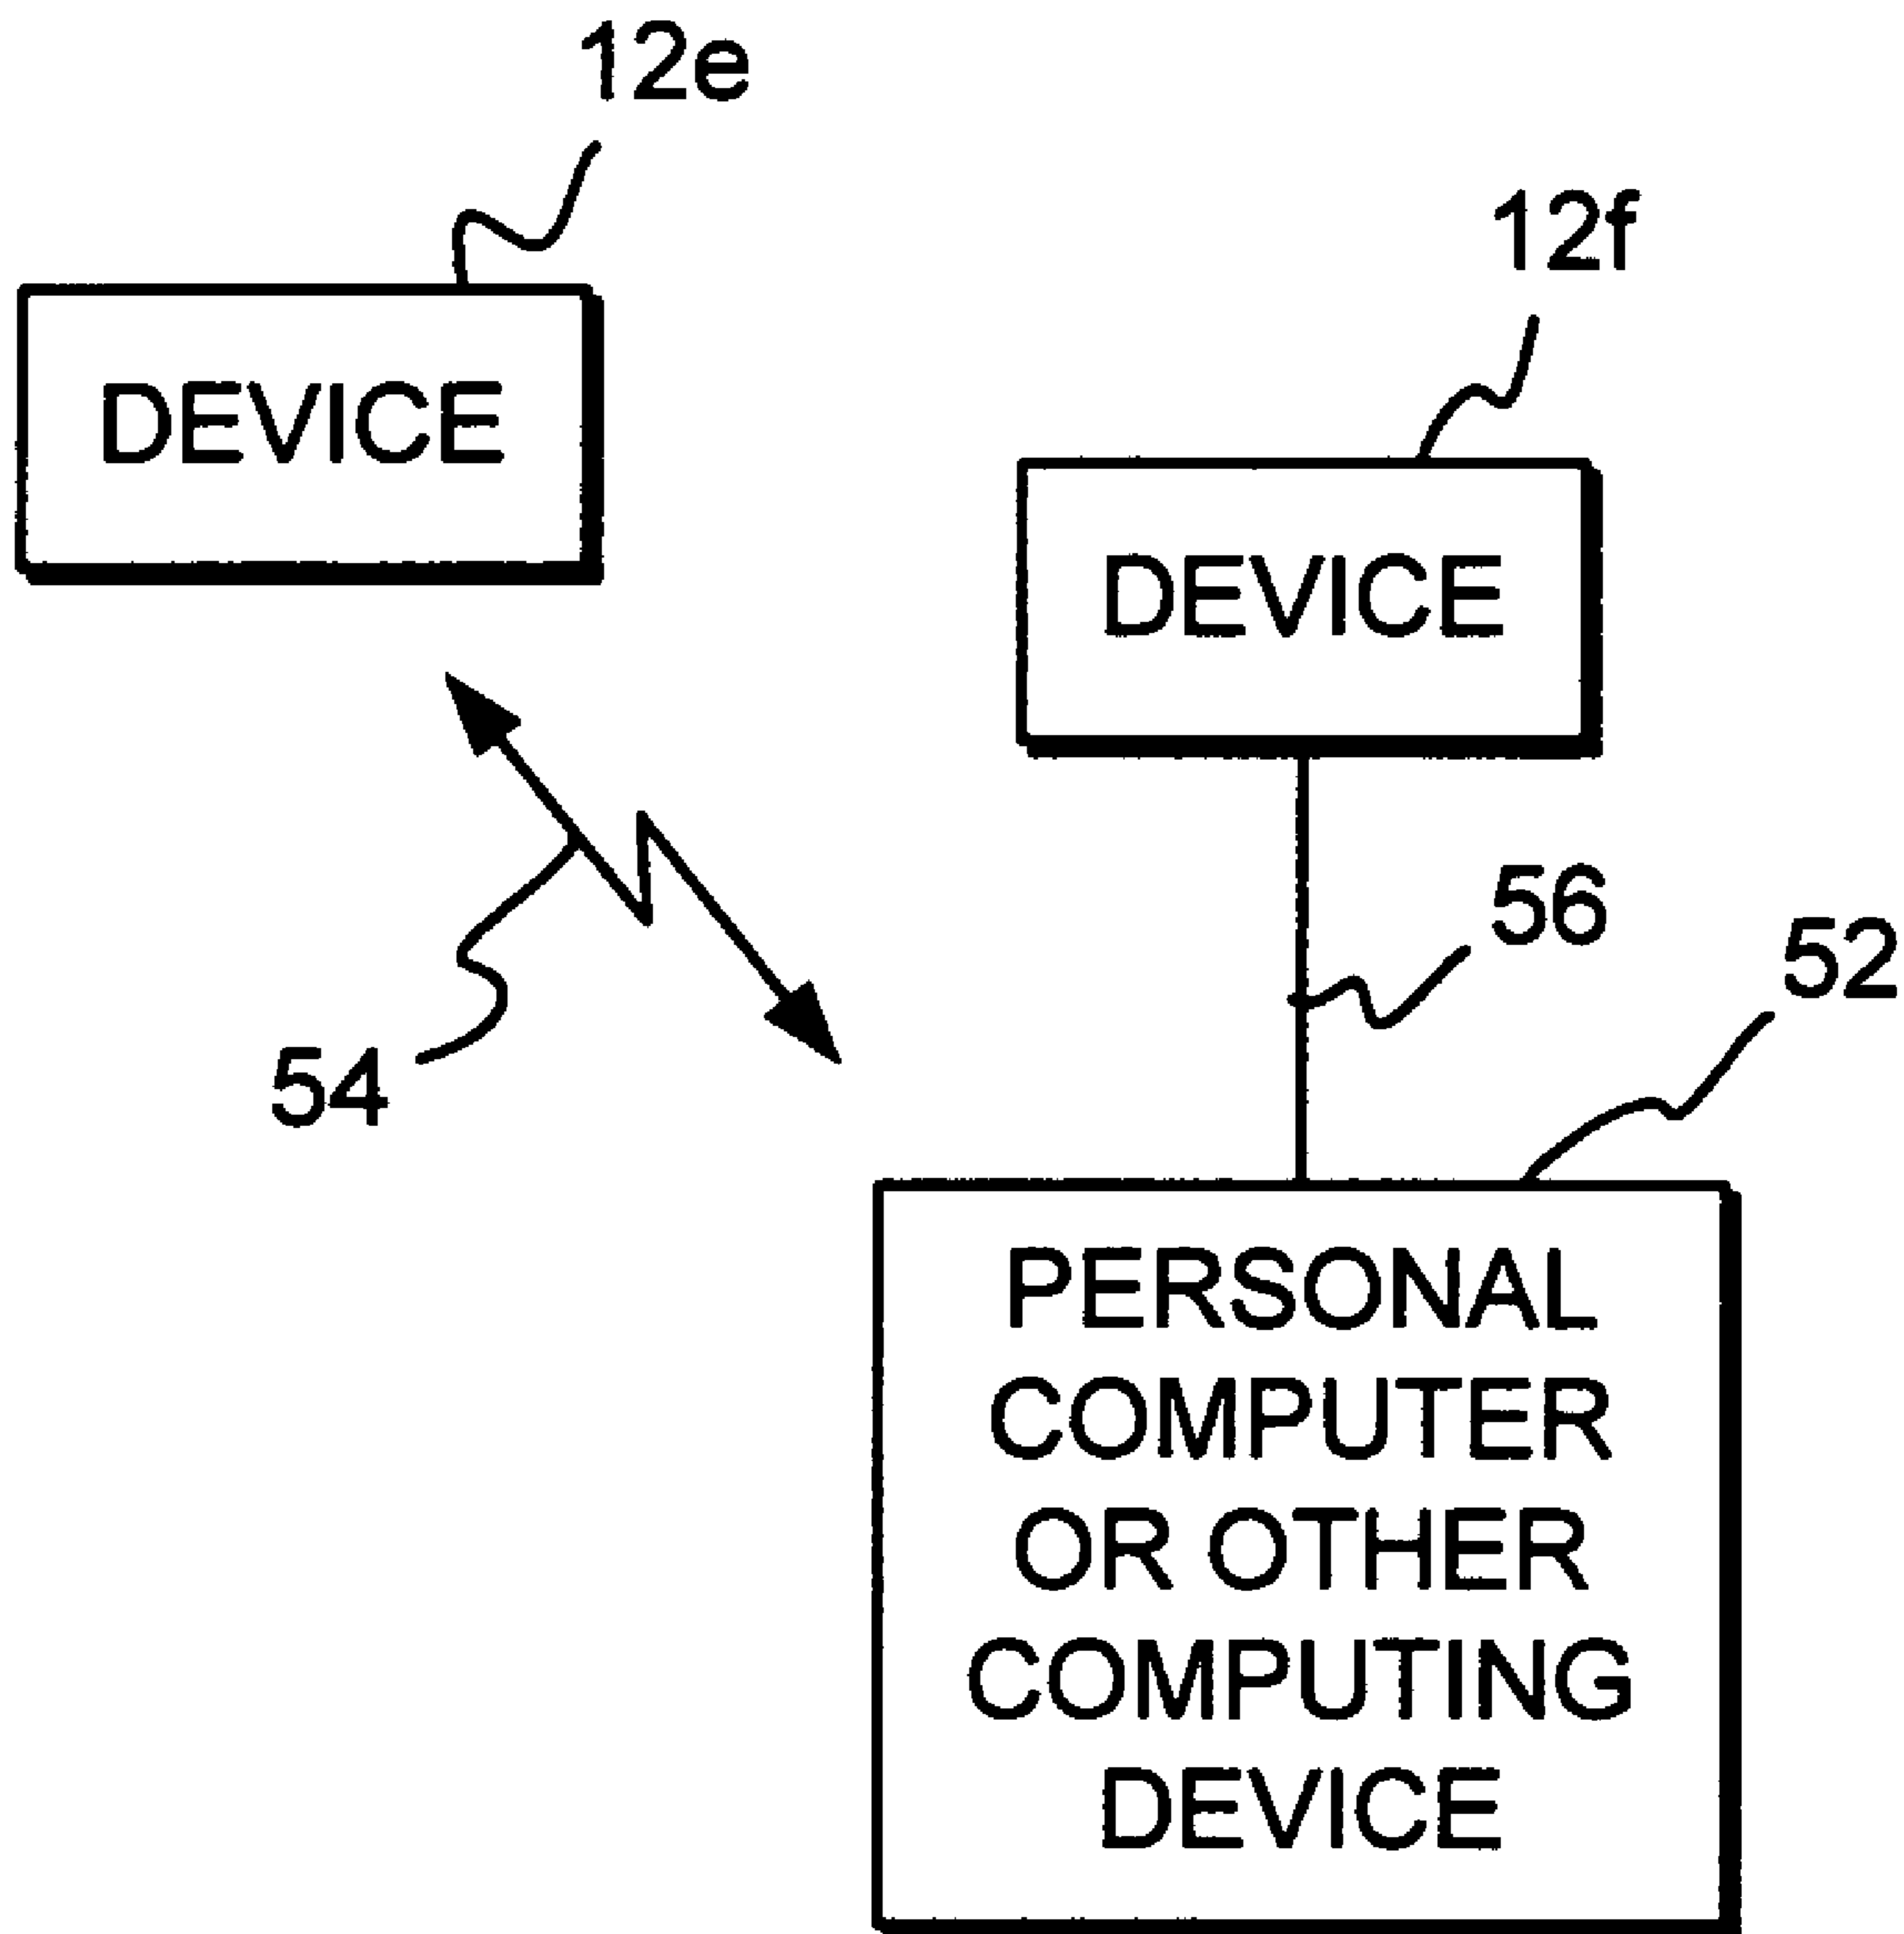 12e
12f
DEVICE
DEVICE
56
52
54
PERSONAL
COMPUTER
OR OTHER
COMPUTING
DEVICE